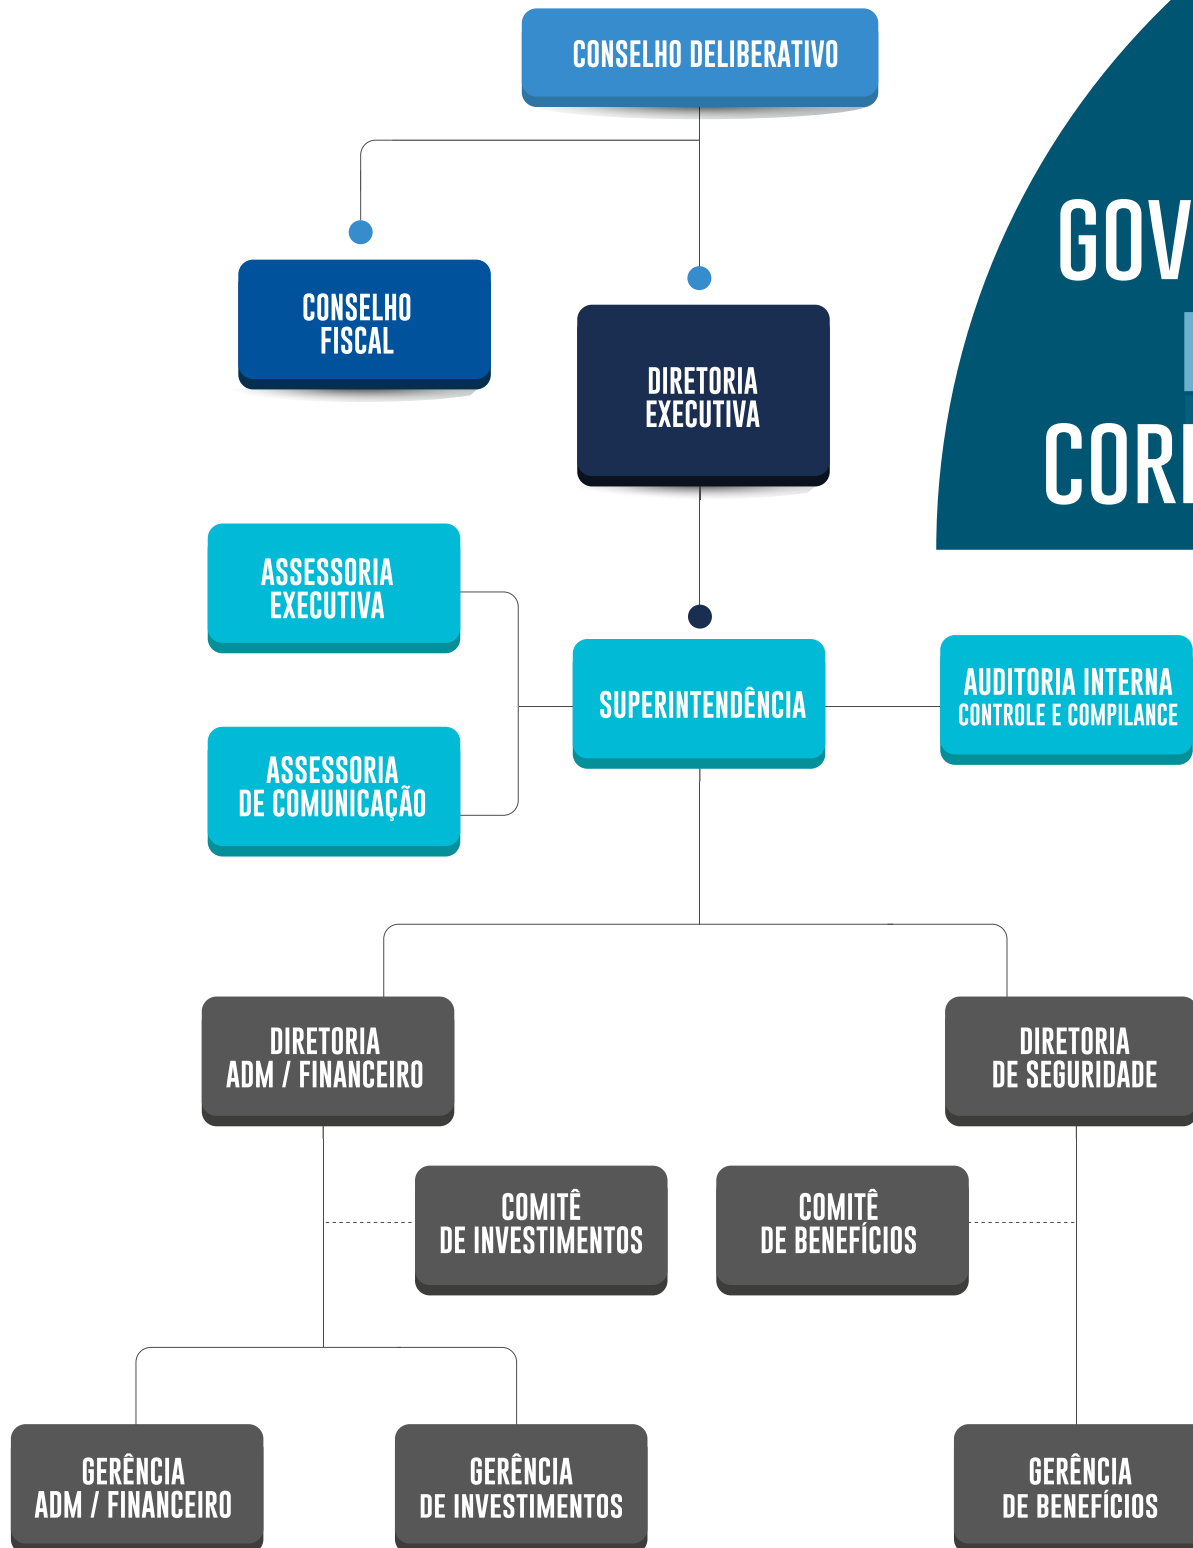 CONSELHO DELIBERATIVO
GOV
CORP
CONSELHO
FISCAL
DIRETORIA
EXECUTIVA
ASSESSORIA
EXECUTIVA
SUPERINTENDÊNCIA
AUDITORIA INTERNA
CONTROLE E COMPILANCE
ASSESSORIA
DE COMUNICAÇÃO
DIRETORIA
ADM / FINANCEIRO
DIRETORIA
DE SEGURIDADE
COMITÊ
DE INVESTIMENTOS
COMITÊ
DE BENEFÍCIOS
GERÊNCIA
ADM / FINANCEIRO
GERÊNCIA
DE INVESTIMENTOS
GERÊNCIA
DE BENEFÍCIOS